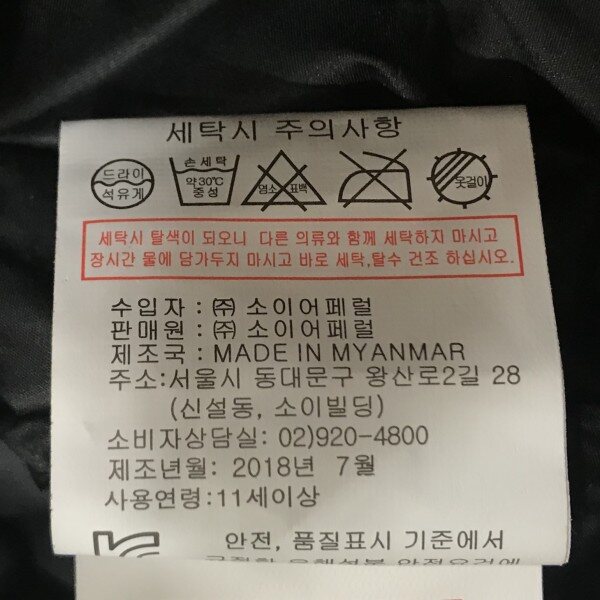 세탁시 주의사항
드라이
석유계
손세탁
약30℃
중성
염소 표백
옷걸이
세탁시 탈색이 되오니 다른 의류와 함께 세탁하지 마시고
장시간 물에 담가두지 마시고 바로 세탁,탈수 건조 하십시오.
수입자 : ㈜ 소이어페럴
판매원 : ㈜ 소이어페럴
제조국 : MADE IN MYANMAR
주소:서울시 동대문구 왕산로2길 28
(신설동, 소이빌딩)
소비자상담실: 02)920-4800
제조년월: 2018년 7월
사용연령:11세이상
안전, 품질표시 기준에서